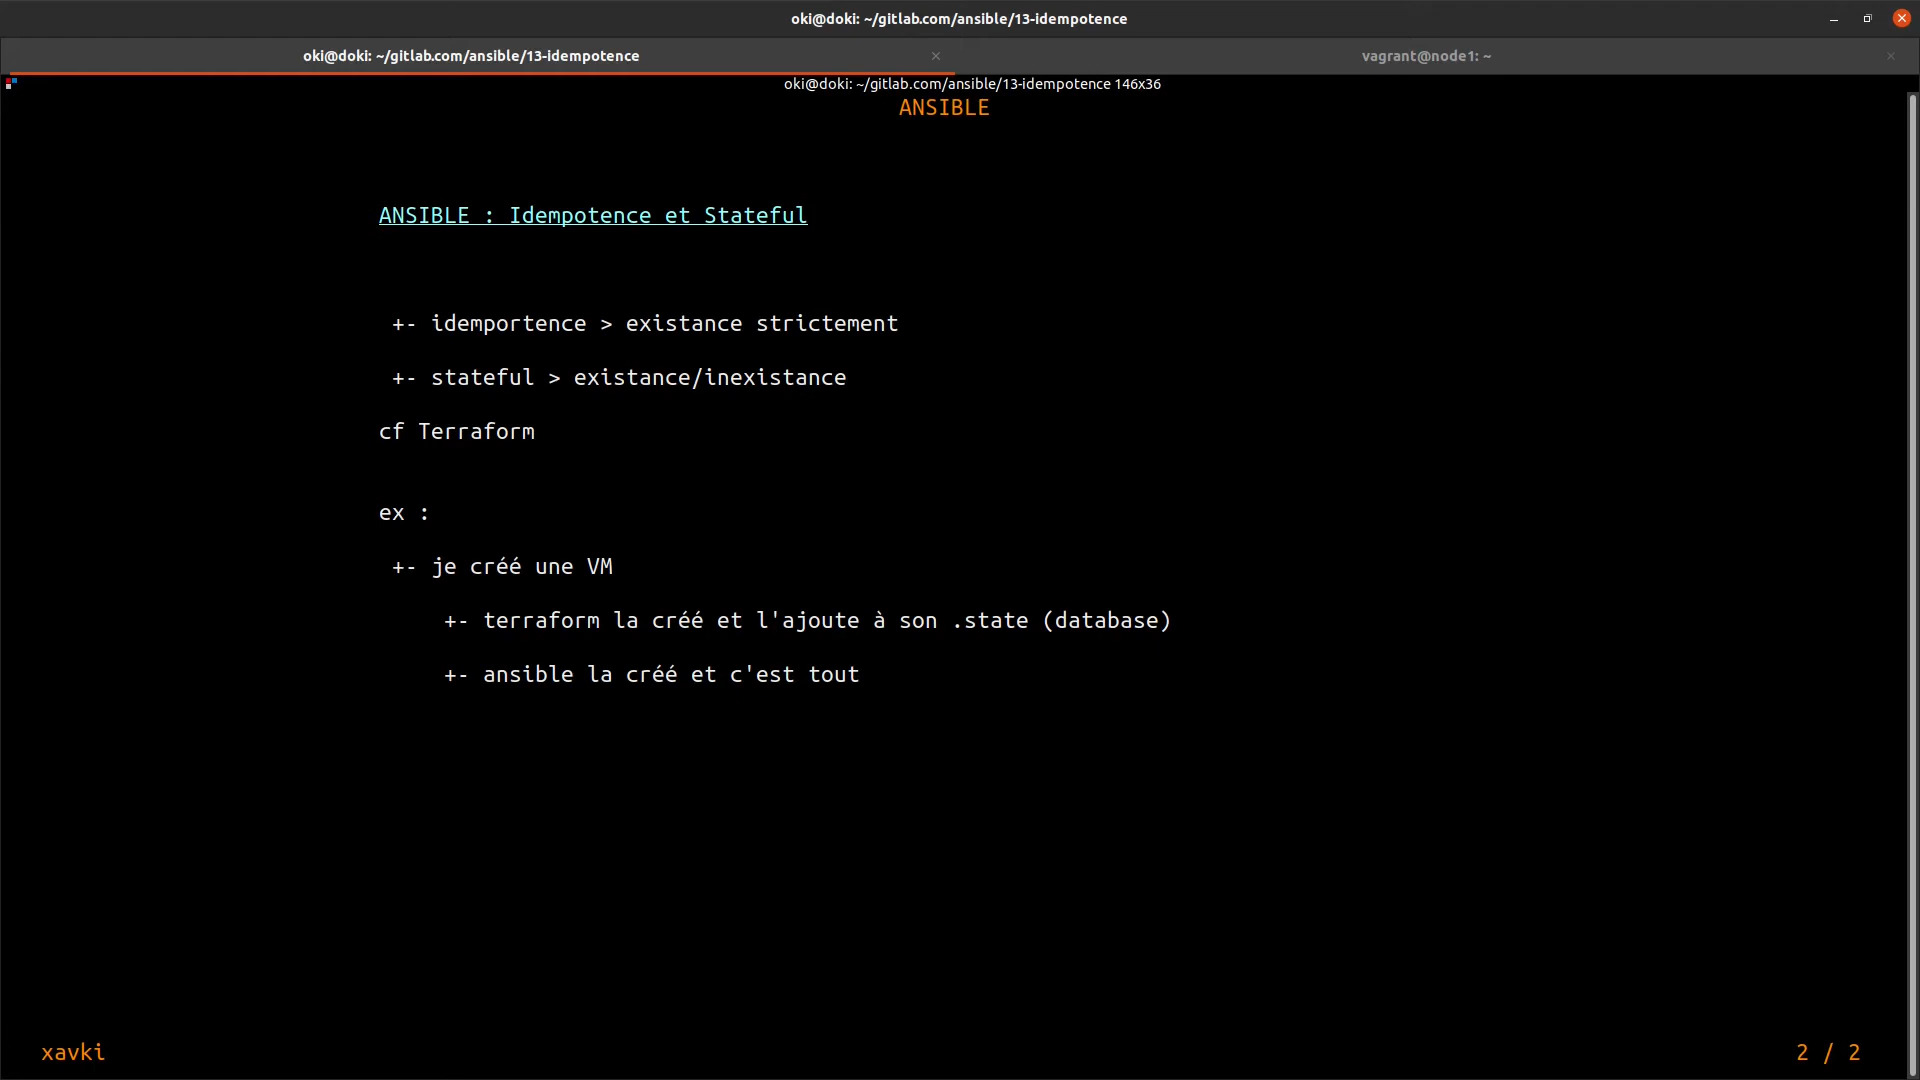 oki@doki: ~/gitlab.com/ansible/13-idempotence
oki@doki: ~/gitlab.com/ansible/13-idempotence
vagrant@node1: ~
oki@doki: ~/gitlab.com/ansible/13-idempotence 146x36
ANSIBLE
ANSIBLE : Idempotence et Stateful
+- idemportence > existance strictement
+- stateful > existance/inexistance
cf Terraform
ex :
+- je créé une VM
+- terraform la créé et l'ajoute à son .state (database)
+- ansible la créé et c'est tout
xavki
2 / 2